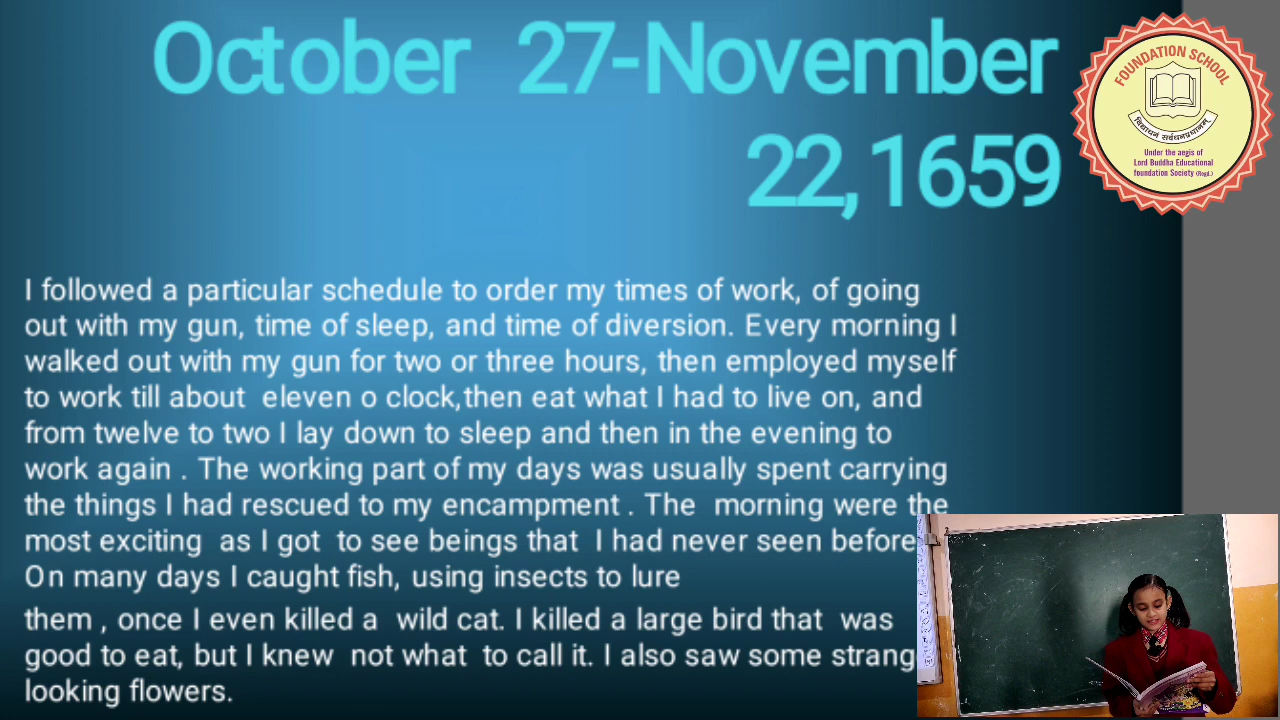 October 27-November
22,1659
FOUNDATION SCHOOL
विद्याधनं सर्वधनप्रधानम्
Under the aegis of
Lord Buddha Educational
foundation Society (Regd.)
I followed a particular schedule to order my times of work, of going
out with my gun, time of sleep, and time of diversion. Every morning I
walked out with my gun for two or three hours, then employed myself
to work till about eleven o clock,then eat what I had to live on, and
from twelve to two I lay down to sleep and then in the evening to
work again . The working part of my days was usually spent carrying
the things I had rescued to my encampment . The morning were the
most exciting as I got to see beings that I had never seen before
On many days I caught fish, using insects to lure
them , once I even killed a wild cat. I killed a large bird that was
good to eat, but I knew not what to call it. I also saw some strang
looking flowers.